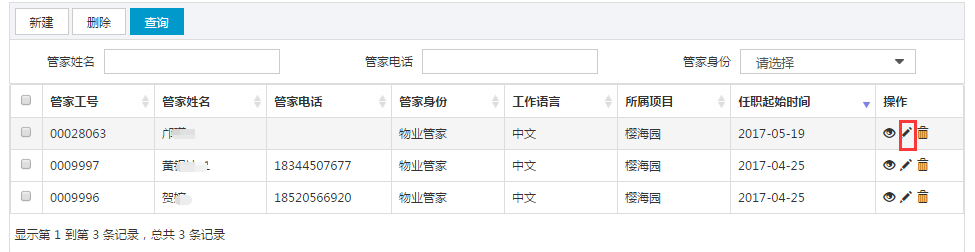 新建 删除 查询
管家姓名 管家电话 管家身份 请选择
管家工号 管家姓名 管家电话 管家身份 工作语言 所属项目 任职起始时间 操作
00028063 物业管家 中文 樱海园 2017-05-19
0009997 黄 1 18344507677 物业管家 中文 樱海园 2017-04-25
0009996 贺 18520566920 物业管家 中文 樱海园 2017-04-25
显示第 1 到第 3 条记录，总共 3 条记录